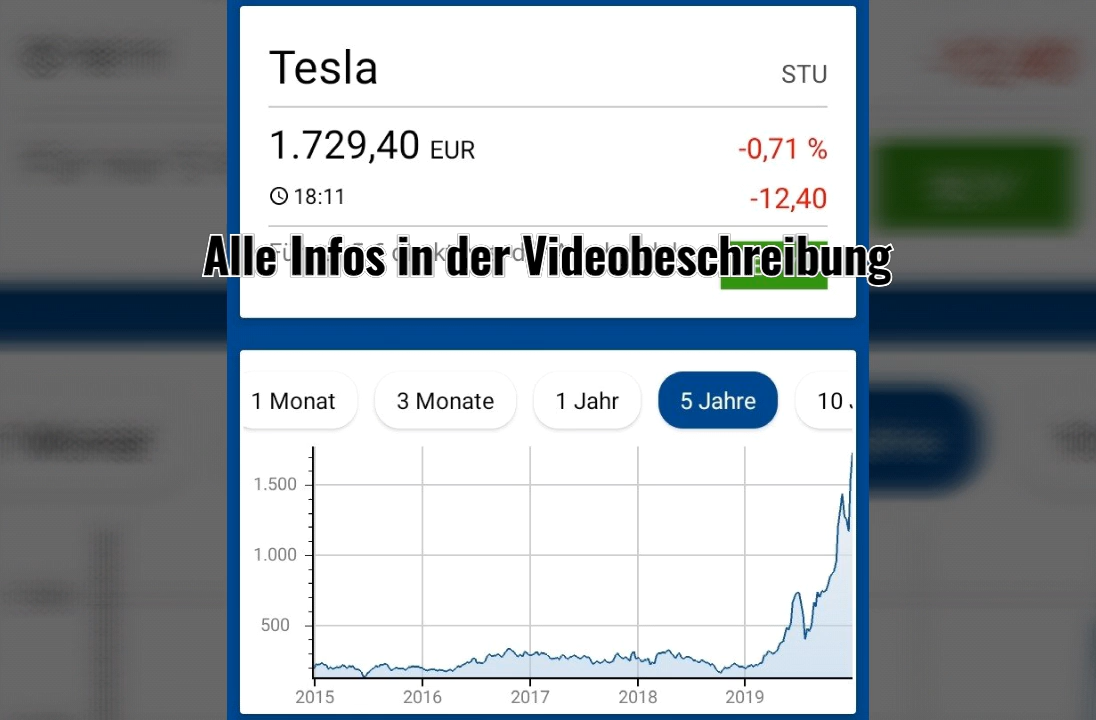 Tesla
STU
1.729,40 EUR
-0,71 %
18:11
-12,40
Alle Infos in der Videobeschreibung
1 Monat
3 Monate
1 Jahr
5 Jahre
10
1.500
1.000
500
2015
2016
2017
2018
2019